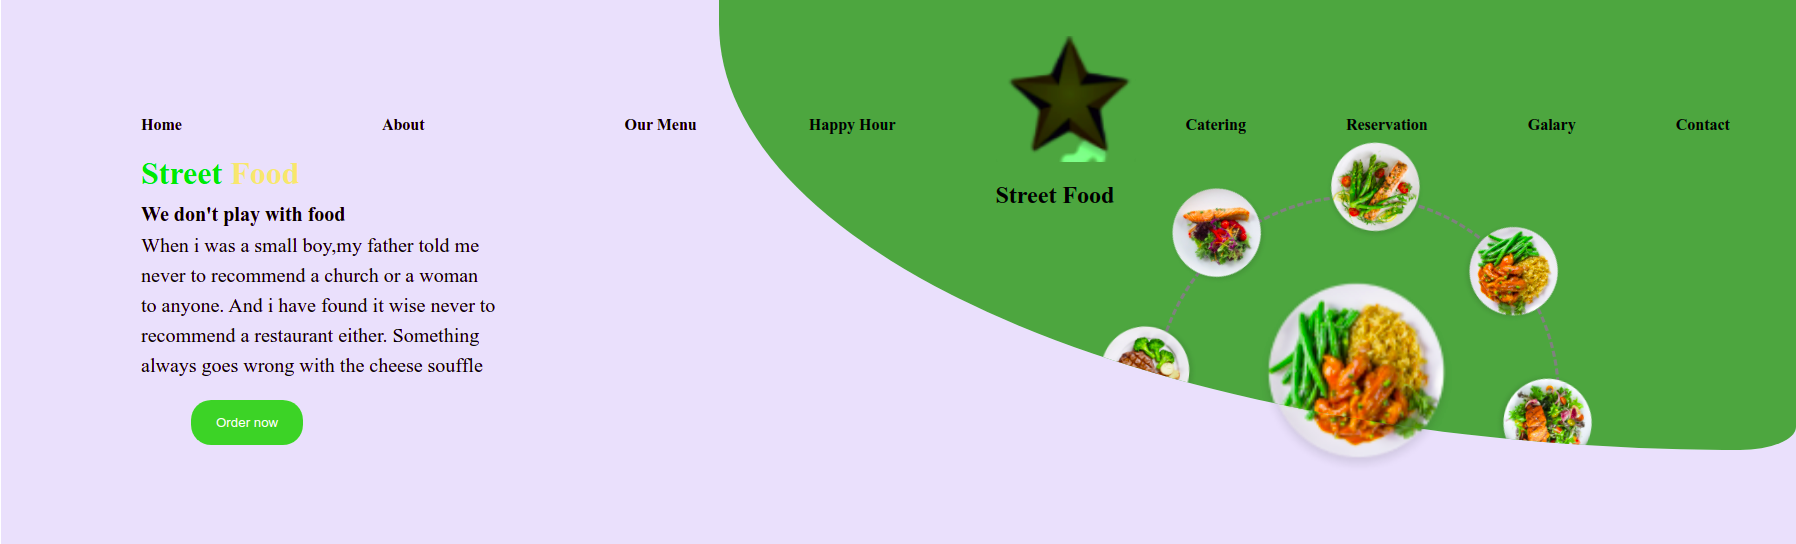 Home About Our Menu Happy Hour Catering Reservation Galary Contact
Street Food
Street Food
We don't play with food
When i was a small boy,my father told me
never to recommend a church or a woman
to anyone. And i have found it wise never to
recommend a restaurant either. Something
always goes wrong with the cheese souffle
Order now